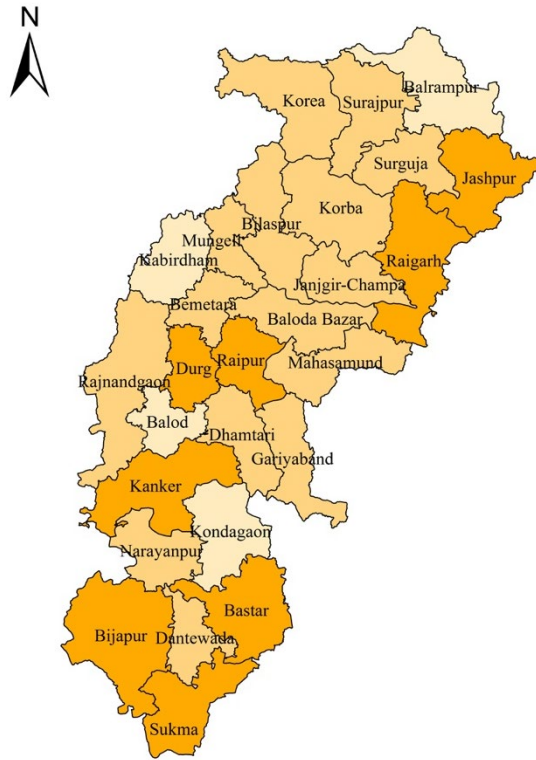 N
Balrampur
Korea
Surajpur
Surguja
Jashpur
Korba
Bilaspur
Mungeli
Kabirdham
Raigarh
Janjgir-Champa
Bemetara
Baloda Bazar
Mahasamund
Raipur
Durg
Rajnandgaon
Balod
Dhamtari
Gariyaband
Kanker
Kondagaon
Narayanpur
Bastar
Bijapur
Dantewada
Sukma